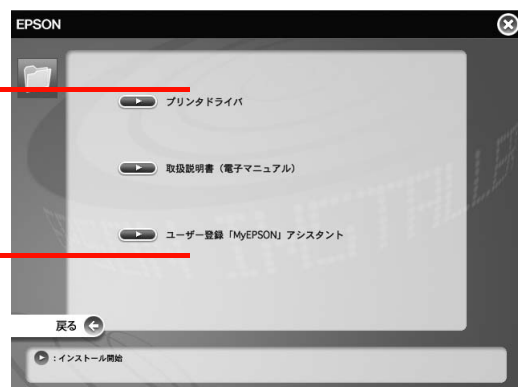 EPSON
プリンタドライバ
取扱説明書（電子マニュアル）
ユーザー登録「MyEPSON」アシスタント
戻る
：インストール開始